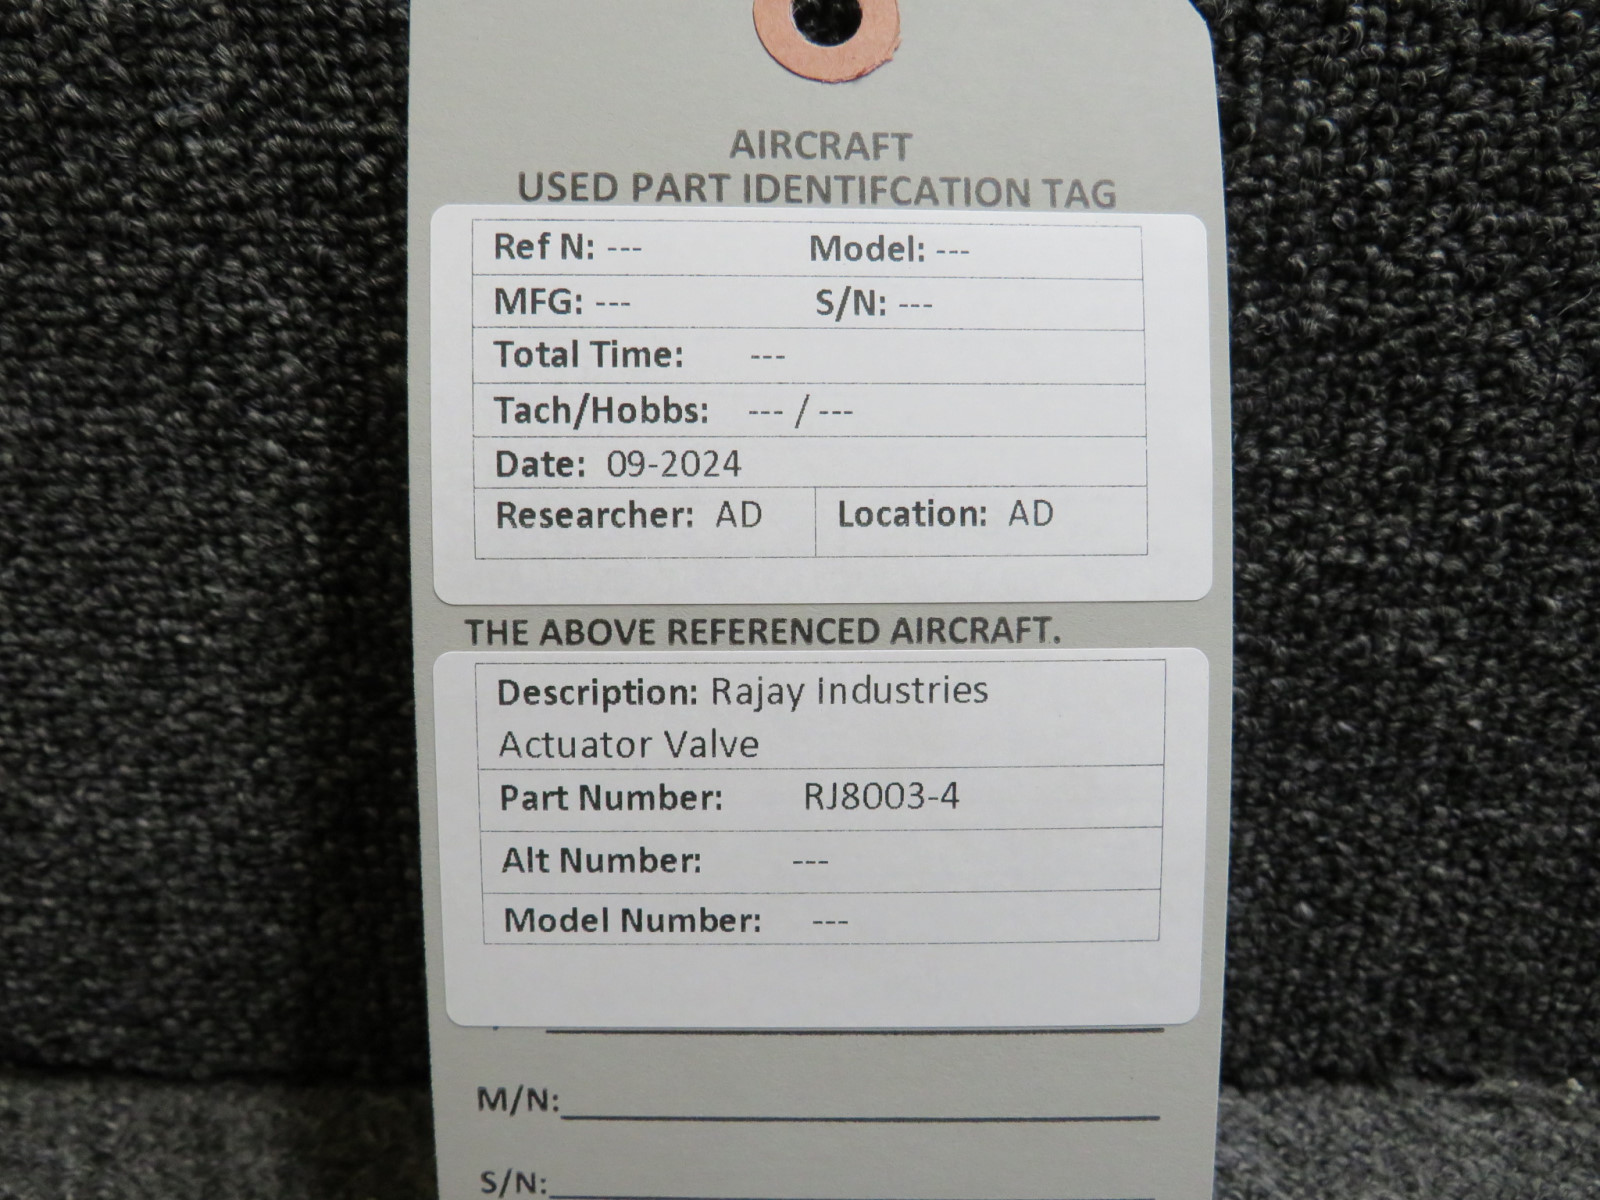 AIRCRAFT
USED PART IDENTIFCATION TAG
Ref N: --- Model: ---
MFG: --- S/N: ---
Total Time: ---
Tach/Hobbs: --- / ---
Date: 09-2024
Researcher: AD Location: AD
THE ABOVE REFERENCED AIRCRAFT.
Description: Rajay Industries
Actuator Valve
Part Number: RJ8003-4
Alt Number: ---
Model Number: ---
M/N:
S/N: